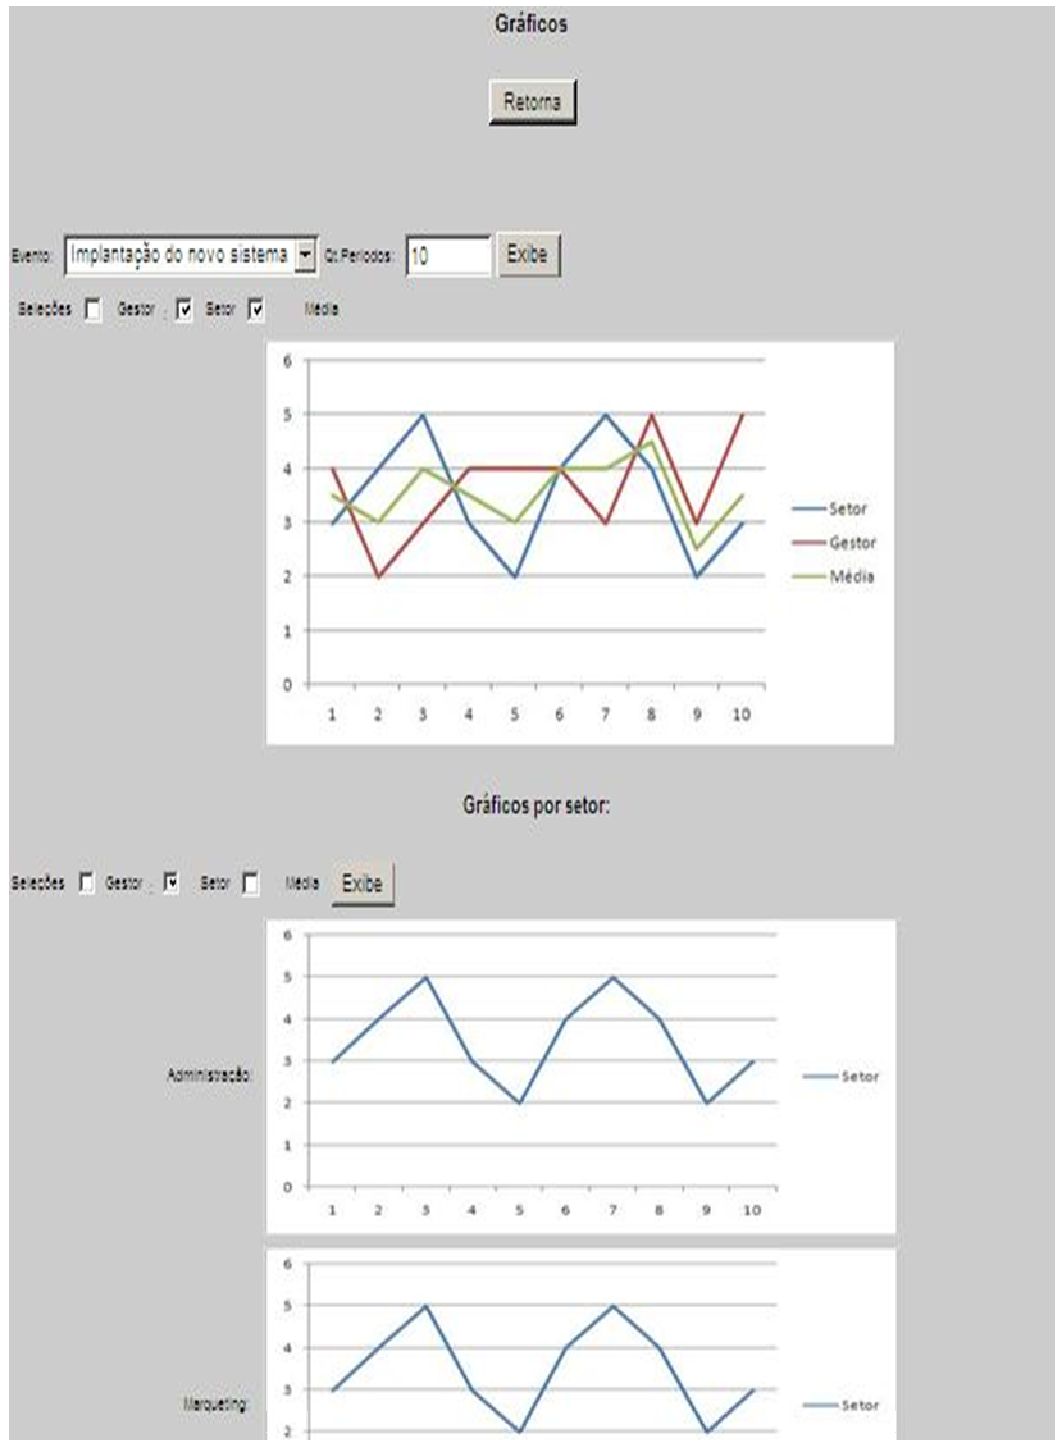 Gráficos
Retorna
Evento: Implantação do novo sistema Qt Períodos: 10 Exibe
Seleções Gestor : Setor Média
6
5
4
3
2
1
0
1 2 3 4 5 6 7 8 9 10
Setor
Gestor
Média
Gráficos por setor:
Seleções Gestor : Setor Média Exibe
6
5
4
3
2
1
0
1 2 3 4 5 6 7 8 9 10
Administração:
Setor
6
5
4
3
2
Marqueting:
Setor